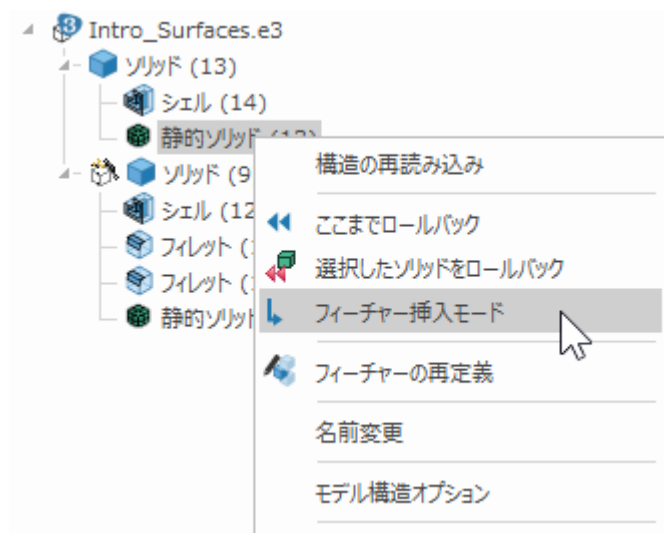 Intro_Surfaces.e3
ソリッド (13)
シェル (14)
静的ソリッド (13)
ソリッド (9
シェル (12
フィレット (
フィレット (
静的ソリッド
構造の再読み込み
ここまでロールバック
選択したソリッドをロールバック
フィーチャー挿入モード
フィーチャーの再定義
名前変更
モデル構造オプション